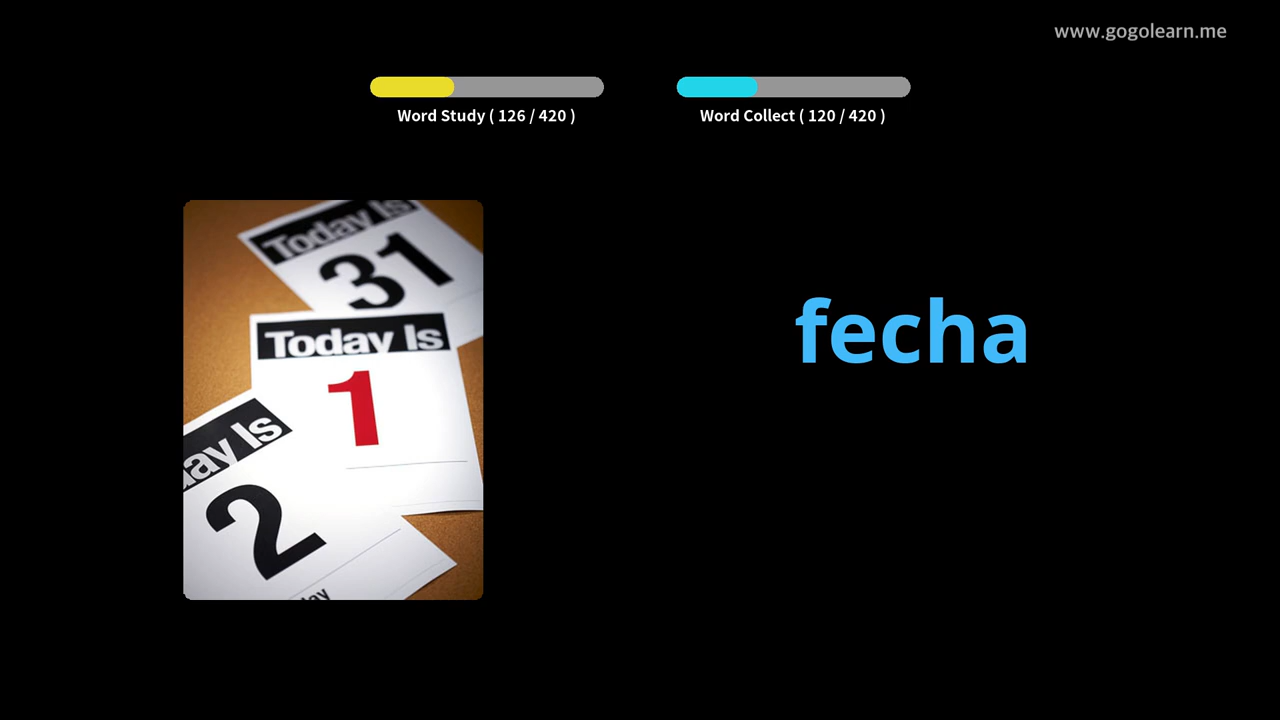 www.gogolearn.me
Word Study ( 126 / 420 )
Word Collect ( 120 / 420 )
Today Is
31
Today Is
1
ay Is
2
fecha